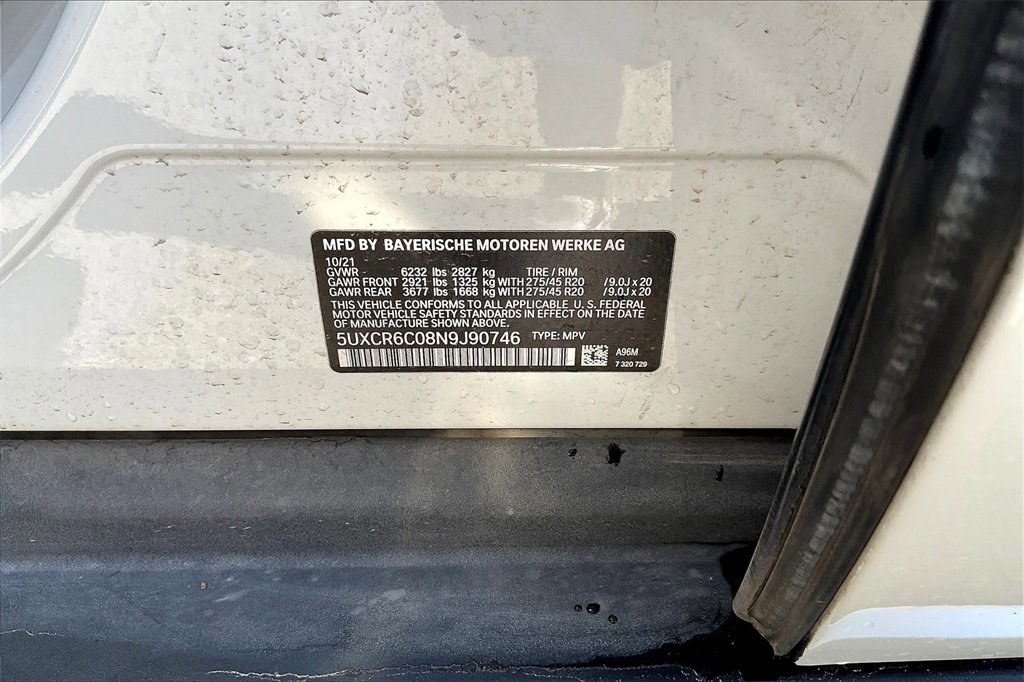 MFD BY BAYERISCHE MOTOREN WERKE AG
10/21
GVWR 6232 lbs 2827 kg TIRE / RIM
GAWR FRONT 2921 lbs 1325 kg WITH 275/45 R20 /9.0J x 20
GAWR REAR 3677 lbs 1668 kg WITH 275/45 R20 /9.0J x 20
THIS VEHICLE CONFORMS TO ALL APPLICABLE U. S. FEDERAL
MOTOR VEHICLE SAFETY STANDARDS IN EFFECT ON THE DATE
OF MANUFACTURE SHOWN ABOVE.
5UXCR6C08N9J90746 TYPE: MPV
A96M
7 320 729